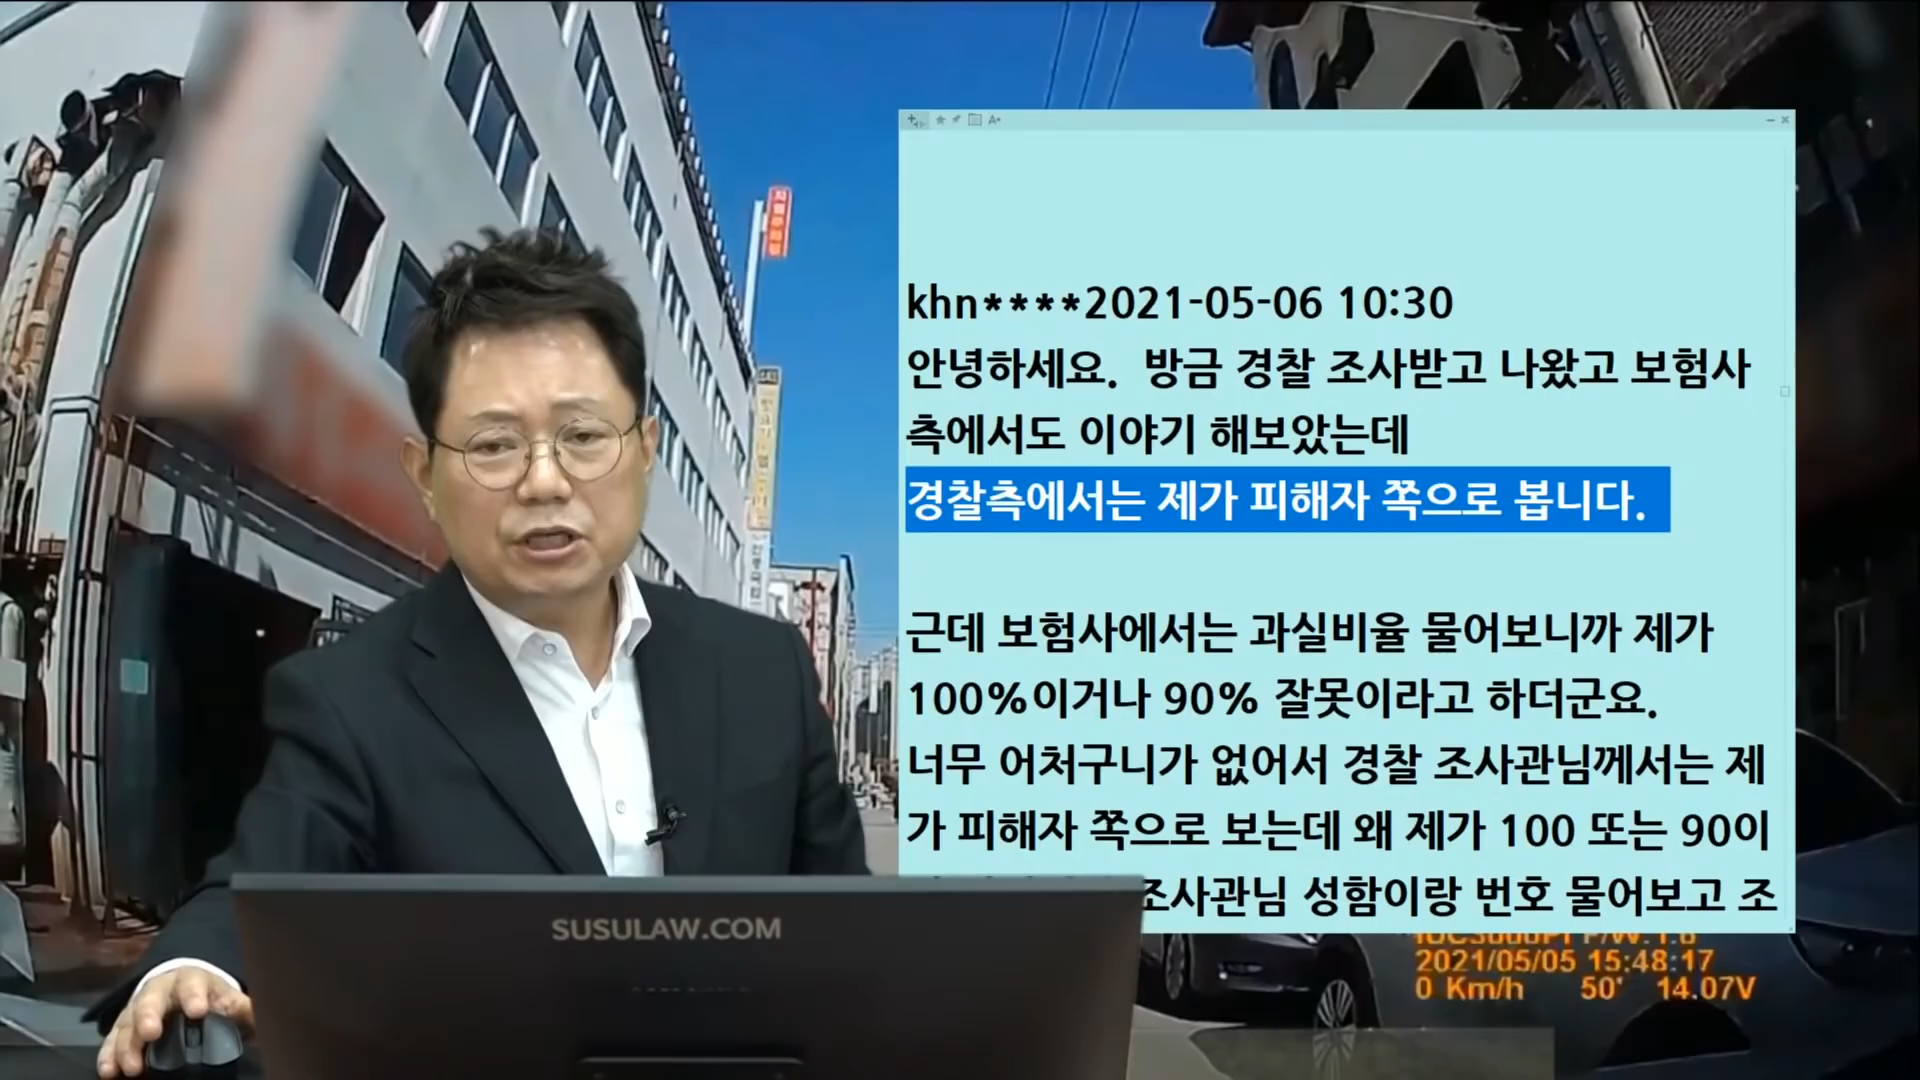 khn****2021-05-06 10:30
안녕하세요. 방금 경찰 조사받고 나왔고 보험사
측에서도 이야기 해보았는데
경찰측에서는 제가 피해자 쪽으로 봅니다.
근데 보험사에서는 과실비율 물어보니까 제가
100%이거나 90% 잘못이라고 하더군요.
너무 어처구니가 없어서 경찰 조사관님께서는 제
가 피해자 쪽으로 보는데 왜 제가 100 또는 90이
조사관님 성함이랑 번호 물어보고 조
SUSULAW.COM
2021/05/05 15:48:17
0 Km/h 50' 14.07V